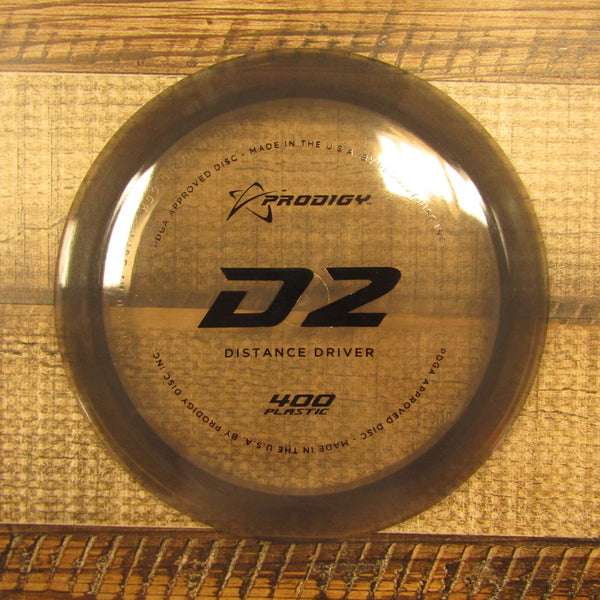 PDGA APPROVED DISC - MADE IN THE U.S.A. BY
PRODIGY
D2
DISTANCE DRIVER
400
PLASTIC
PDGA APPROVED DISC - MADE IN THE U.S.A. BY PRODIGY DISC INC.